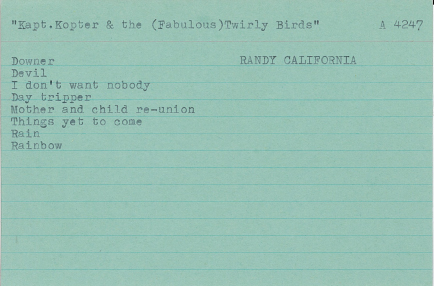 "Kapt.Kopter & the (Fabulous)Twirly Birds" A 4247
Downer RANDY CALIFORNIA
Devil
I don't want nobody
Day tripper
Mother and child re-union
Things yet to come
Rain
Rainbow